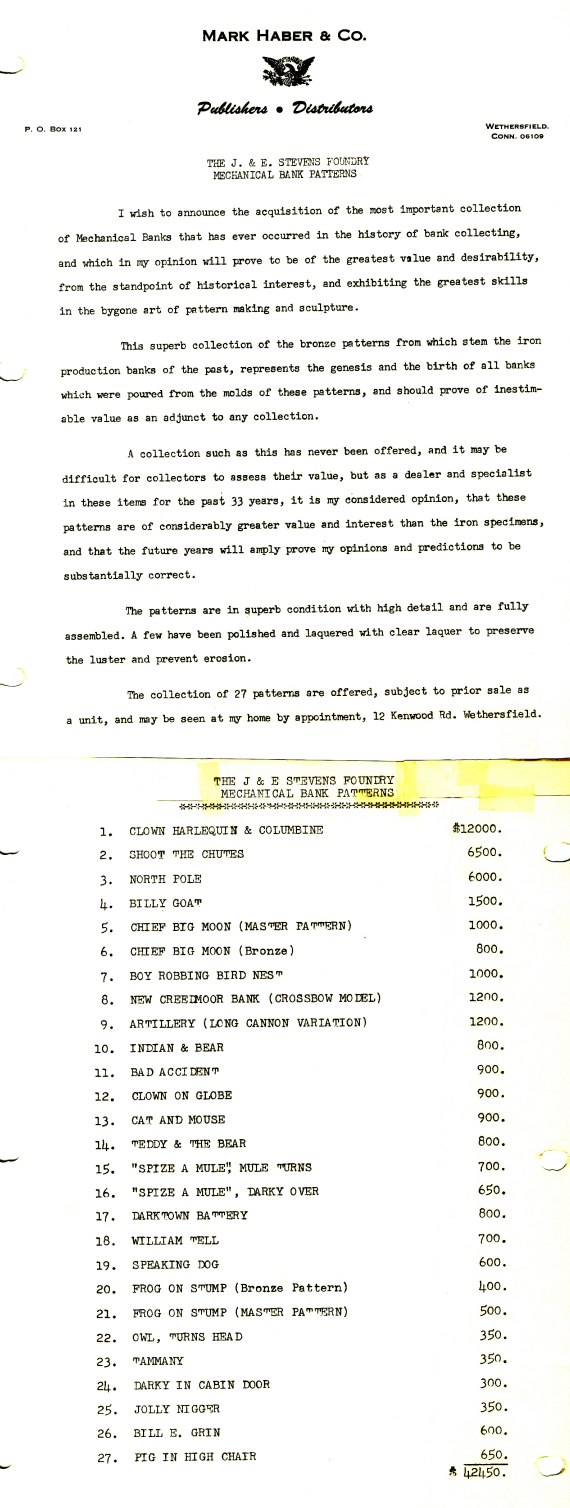 MARK HABER & CO.
Publishers • Distributors
P. O. BOX 121
WETHERSFIELD.
CONN. 06109
THE J. & E. STEVENS FOUNDRY
MECHANICAL BANK PATTERNS
I wish to announce the acquisition of the most important collection
of Mechanical Banks that has ever occurred in the history of bank collecting,
and which in my opinion will prove to be of the greatest value and desirability,
from the standpoint of historical interest, and exhibiting the greatest skills
in the bygone art of pattern making and sculpture.
This superb collection of the bronze patterns from which stem the iron
production banks of the past, represents the genesis and the birth of all banks
which were poured from the molds of these patterns, and should prove of inestim-
able value as an adjunct to any collection.
A collection such as this has never been offered, and it may be
difficult for collectors to assess their value, but as a dealer and specialist
in these items for the past 33 years, it is my considered opinion, that these
patterns are of considerably greater value and interest than the iron specimens,
and that the future years will amply prove my opinions and predictions to be
substantially correct.
The patterns are in superb condition with high detail and are fully
assembled. A few have been polished and laquered with clear laquer to preserve
the luster and prevent erosion.
The collection of 27 patterns are offered, subject to prior sale as
a unit, and may be seen at my home by appointment, 12 Kenwood Rd. Wethersfield.
THE J & E STEVENS FOUNDRY
MECHANICAL BANK PATTERNS
1. CLOWN HARLEQUIN & COLUMBINE $12000.
2. SHOOT THE CHUTES 6500.
3. NORTH POLE 6000.
4. BILLY GOAT 1500.
5. CHIEF BIG MOON (MASTER PATTERN) 1000.
6. CHIEF BIG MOON (Bronze) 800.
7. BOY ROBBING BIRD NEST 1000.
8. NEW CREEDMOOR BANK (CROSSBOW MODEL) 1200.
9. ARTILLERY (LONG CANNON VARIATION) 1200.
10. INDIAN & BEAR 800.
11. BAD ACCIDENT 900.
12. CLOWN ON GLOBE 900.
13. CAT AND MOUSE 900.
14. TEDDY & THE BEAR 800.
15. "SPIZE A MULE", MULE TURNS 700.
16. "SPIZE A MULE", DARKY OVER 650.
17. DARKTOWN BATTERY 800.
18. WILLIAM TELL 700.
19. SPEAKING DOG 600.
20. FROG ON STUMP (Bronze Pattern) 400.
21. FROG ON STUMP (MASTER PATTERN) 500.
22. OWL, TURNS HEAD 350.
23. TAMMANY 350.
24. DARKY IN CABIN DOOR 300.
25. JOLLY NIGGER 350.
26. BILL E. GRIN 600.
27. PIG IN HIGH CHAIR 650.
$ 42450.